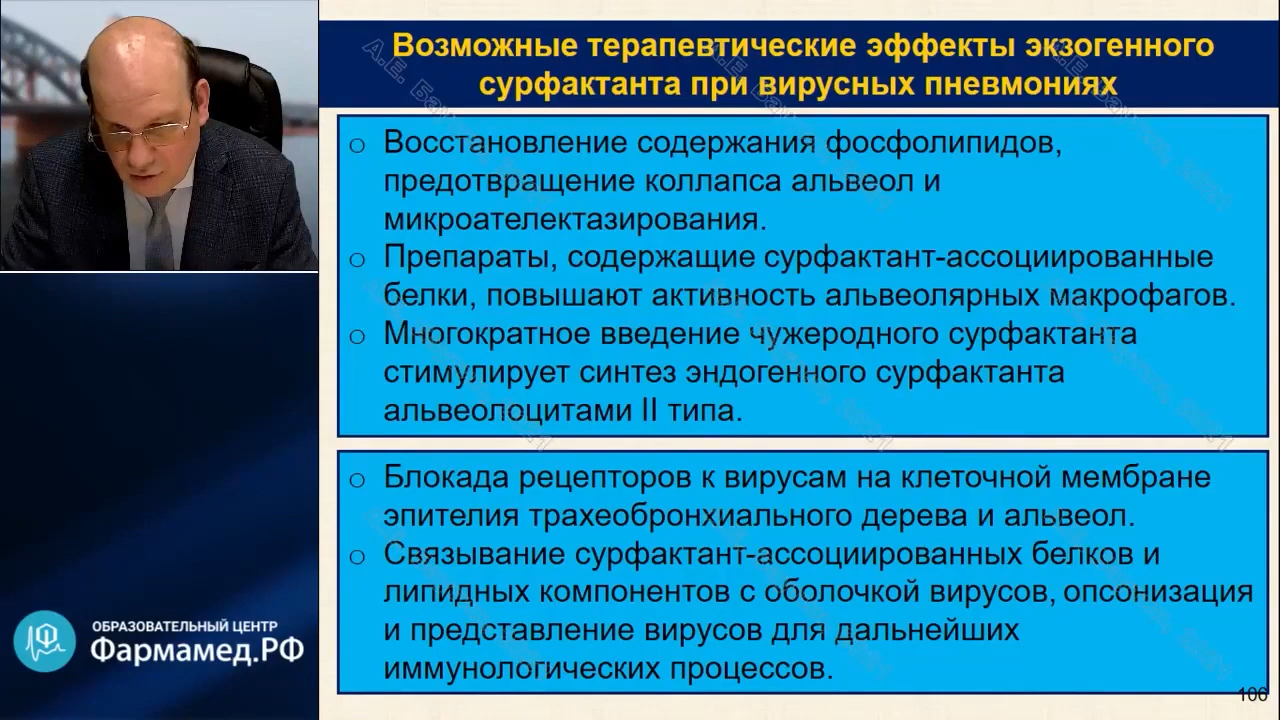 Возможные терапевтические эффекты экзогенного
сурфактанта при вирусных пневмониях
о Восстановление содержания фосфолипидов,
предотвращение коллапса альвеол и
микроателектазирования.
о Препараты, содержащие сурфактант-ассоциированные
белки, повышают активность альвеолярных макрофагов.
о Многократное введение чужеродного сурфактанта
стимулирует синтез эндогенного сурфактанта
альвеолоцитами II типа.
о Блокада рецепторов к вирусам на клеточной мембране
эпителия трахеобронхиального дерева и альвеол.
о Связывание сурфактант-ассоциированных белков и
липидных компонентов с оболочкой вирусов, опсонизация
и представление вирусов для дальнейших
иммунологических процессов.
106
ОБРАЗОВАТЕЛЬНЫЙ ЦЕНТР
Фармамед.РФ